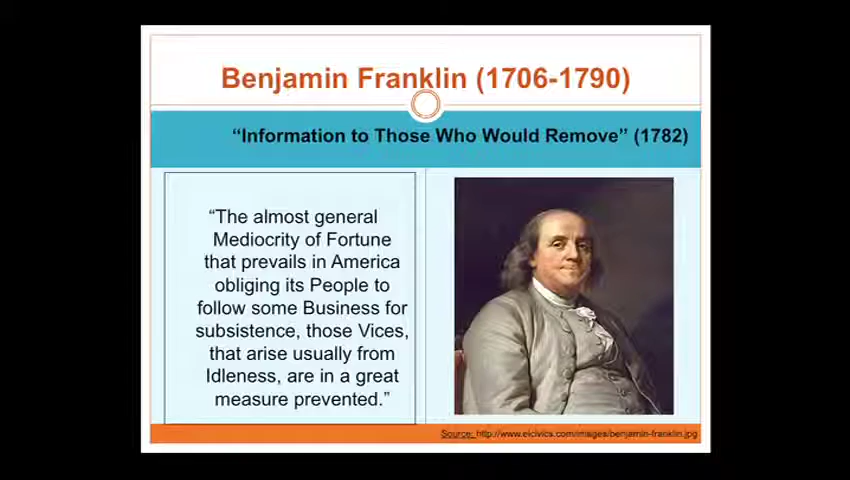 Benjamin Franklin (1706-1790)
“Information to Those Who Would Remove” (1782)
“The almost general
Mediocrity of Fortune
that prevails in America
obliging its People to
follow some Business for
subsistence, those Vices,
that arise usually from
Idleness, are in a great
measure prevented.”
Source: http://www.elcivics.com/images/benjamin-franklin.jpg